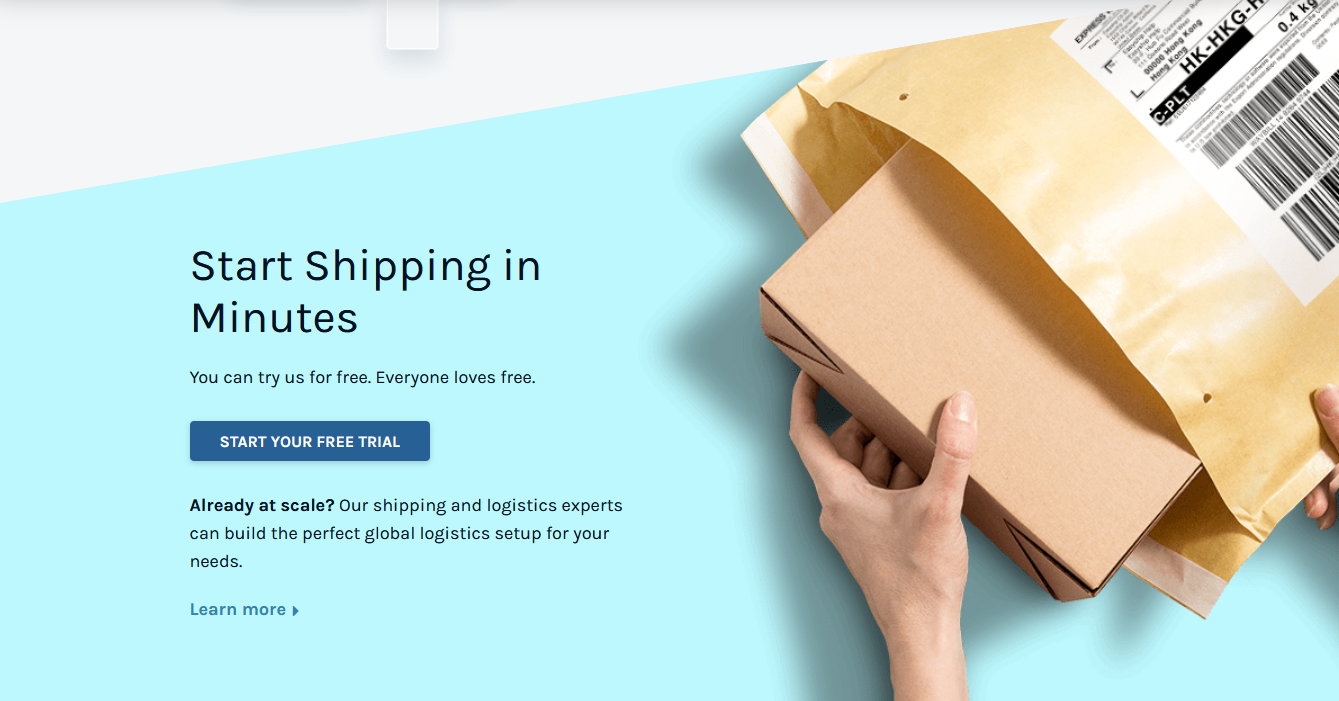 Start Shipping in
Minutes
You can try us for free. Everyone loves free.
START YOUR FREE TRIAL
Already at scale? Our shipping and logistics experts
can build the perfect global logistics setup for your
needs.
Learn more
EXPRESS
00000 Hong Kong
Hong Kong
HK-HKG-H
0.4 kg
C-PLT